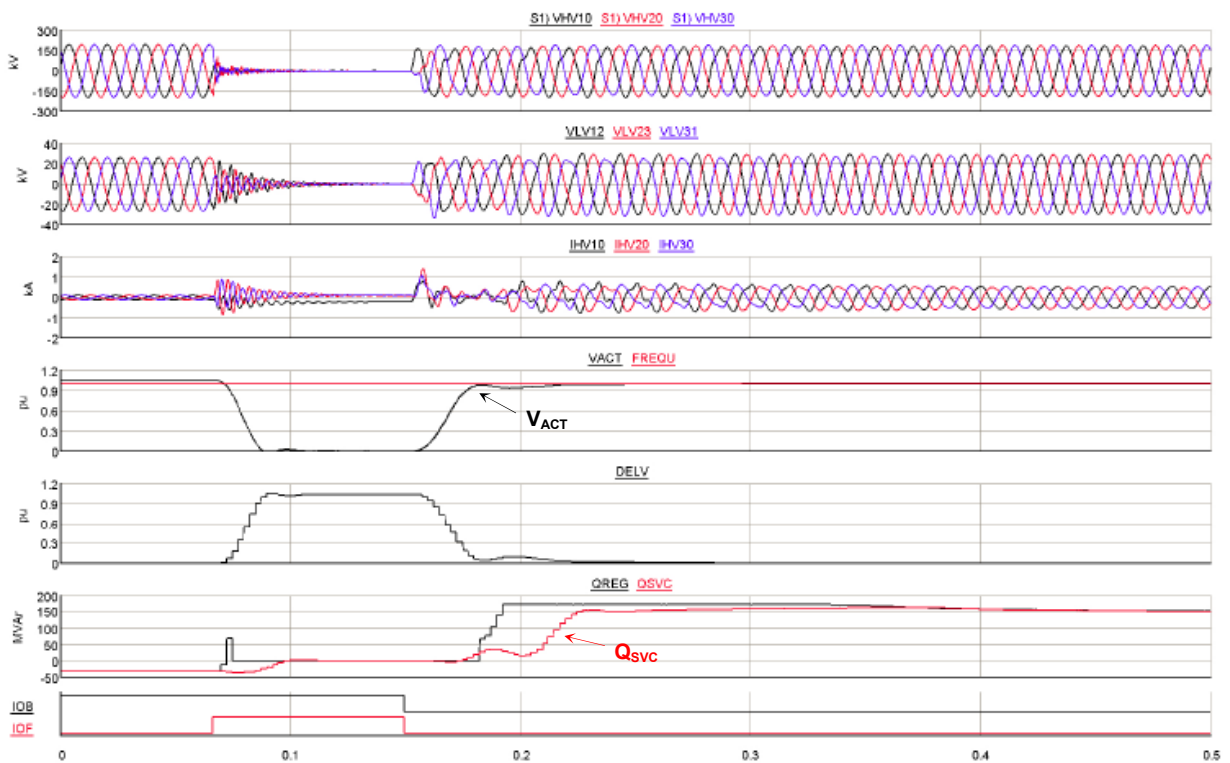 S1) VHV10 S1) VHV20 S1) VHV30
300
150
0
-150
-300
kV
VLV12 VLV23 VLV31
40
20
0
-20
-40
kV
IHV10 IHV20 IHV30
2
1
0
-1
-2
kA
VACT FREQU
1.2
0.9
0.6
0.3
0
pu
VACT
DELV
1.2
0.9
0.6
0.3
0
pu
QREG QSVC
200
150
100
50
0
-50
MVAr
QSVC
IOB
IOF
0 0.1 0.2 0.3 0.4 0.5